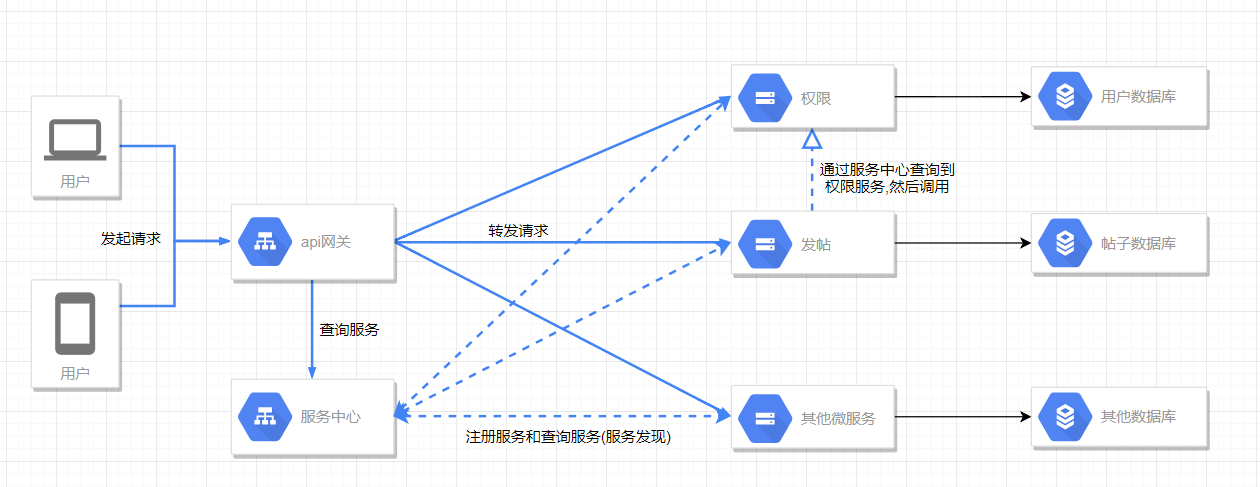 用户
发起请求
用户
api网关
查询服务
服务中心
转发请求
注册服务和查询服务(服务发现)
权限
通过服务中心查询到
权限服务,然后调用
发帖
其他微服务
用户数据库
帖子数据库
其他数据库